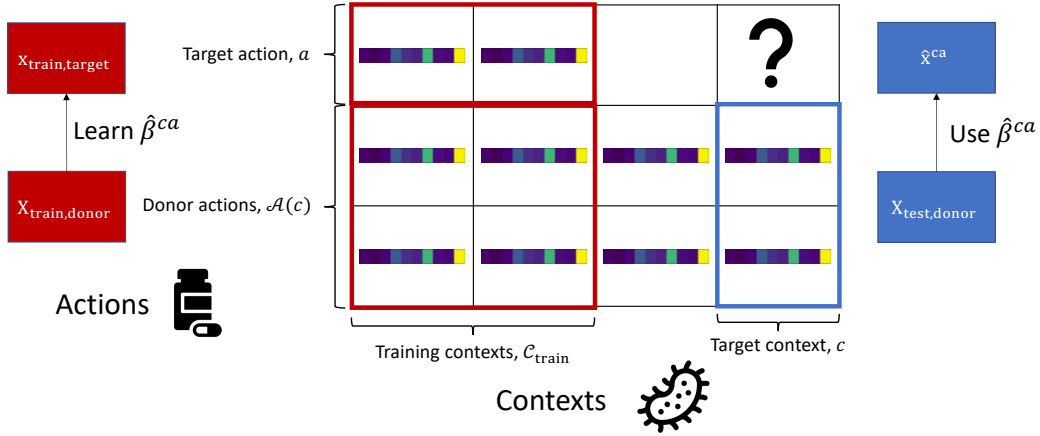 x_train,target
Learn β̂^ca
X_train,donor
Target action, a
Donor actions, 𝒜(c)
?
x̂^ca
Use β̂^ca
X_test,donor
Actions
Training contexts, 𝒞_train
Target context, c
Contexts